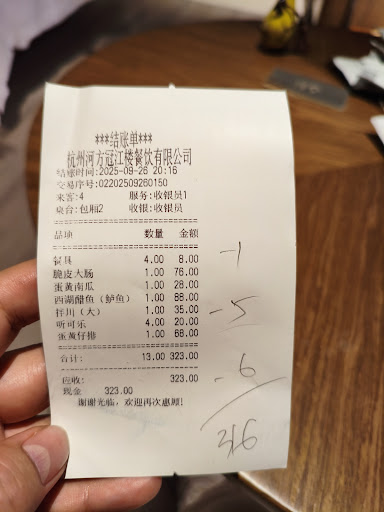 ***结账单***
杭州河方冠江楼餐饮有限公司
结账时间:2025-09-26 20:16
交易序号:02202509260150
来客:4 服务:收银员1
桌台:包厢2 收银:收银员
品项 数量 金额
餐具 4.00 8.00
脆皮大肠 1.00 76.00
蛋黄南瓜 1.00 28.00
西湖醋鱼（鲈鱼） 1.00 88.00
拌川（大） 1.00 35.00
听可乐 4.00 20.00
蛋黄仔排 1.00 68.00
合计: 13.00 323.00
应收: 323.00
现金 323.00
谢谢光临，欢迎再次惠顾!
-1
-5
-6
316